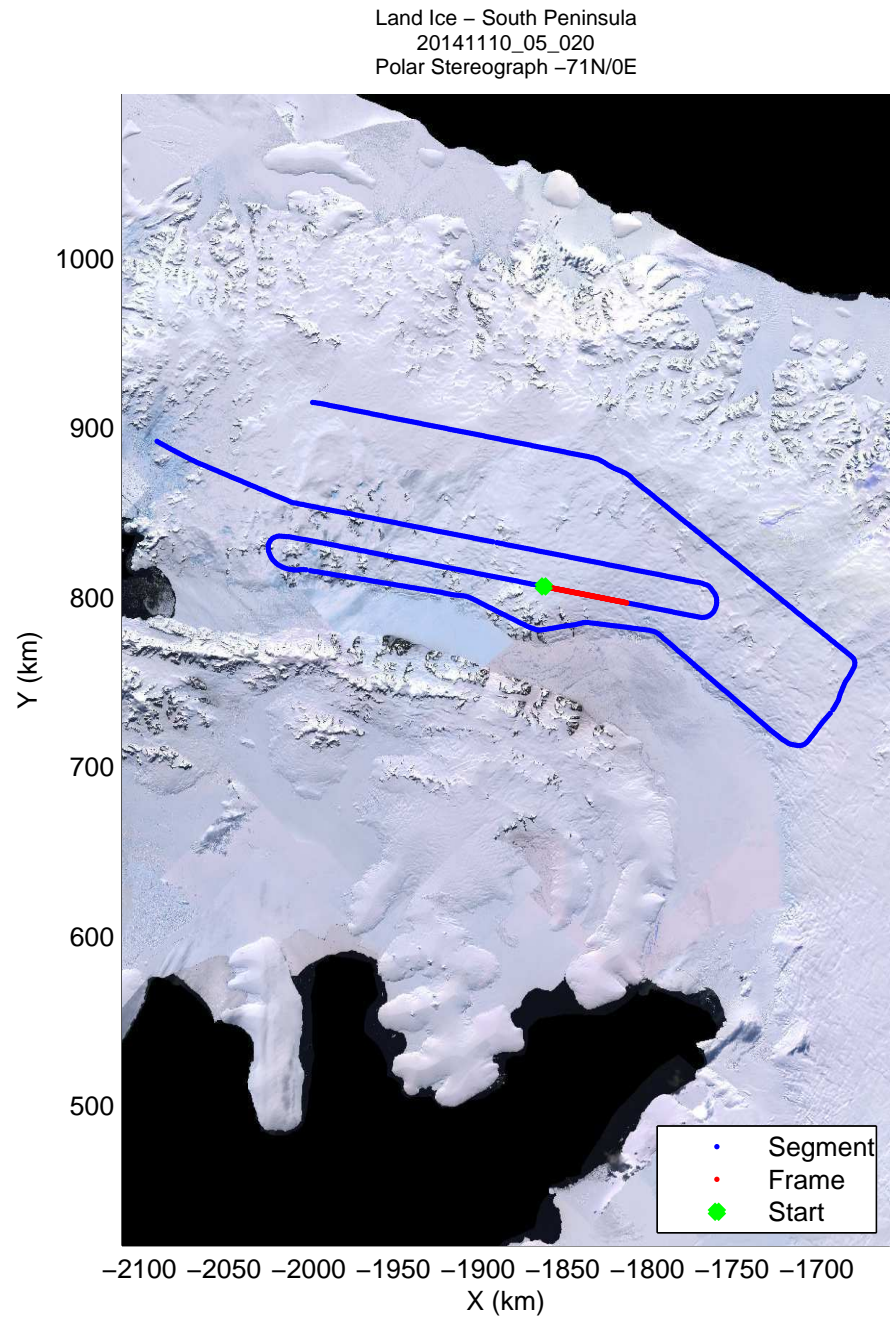 Land Ice − South Peninsula
20141110_05_020
Polar Stereograph −71N/0E
1000
900
800
700
600
500
Y (km)
Segment
Frame
Start
−2100 −2050 −2000 −1950 −1900 −1850 −1800 −1750 −1700
X (km)